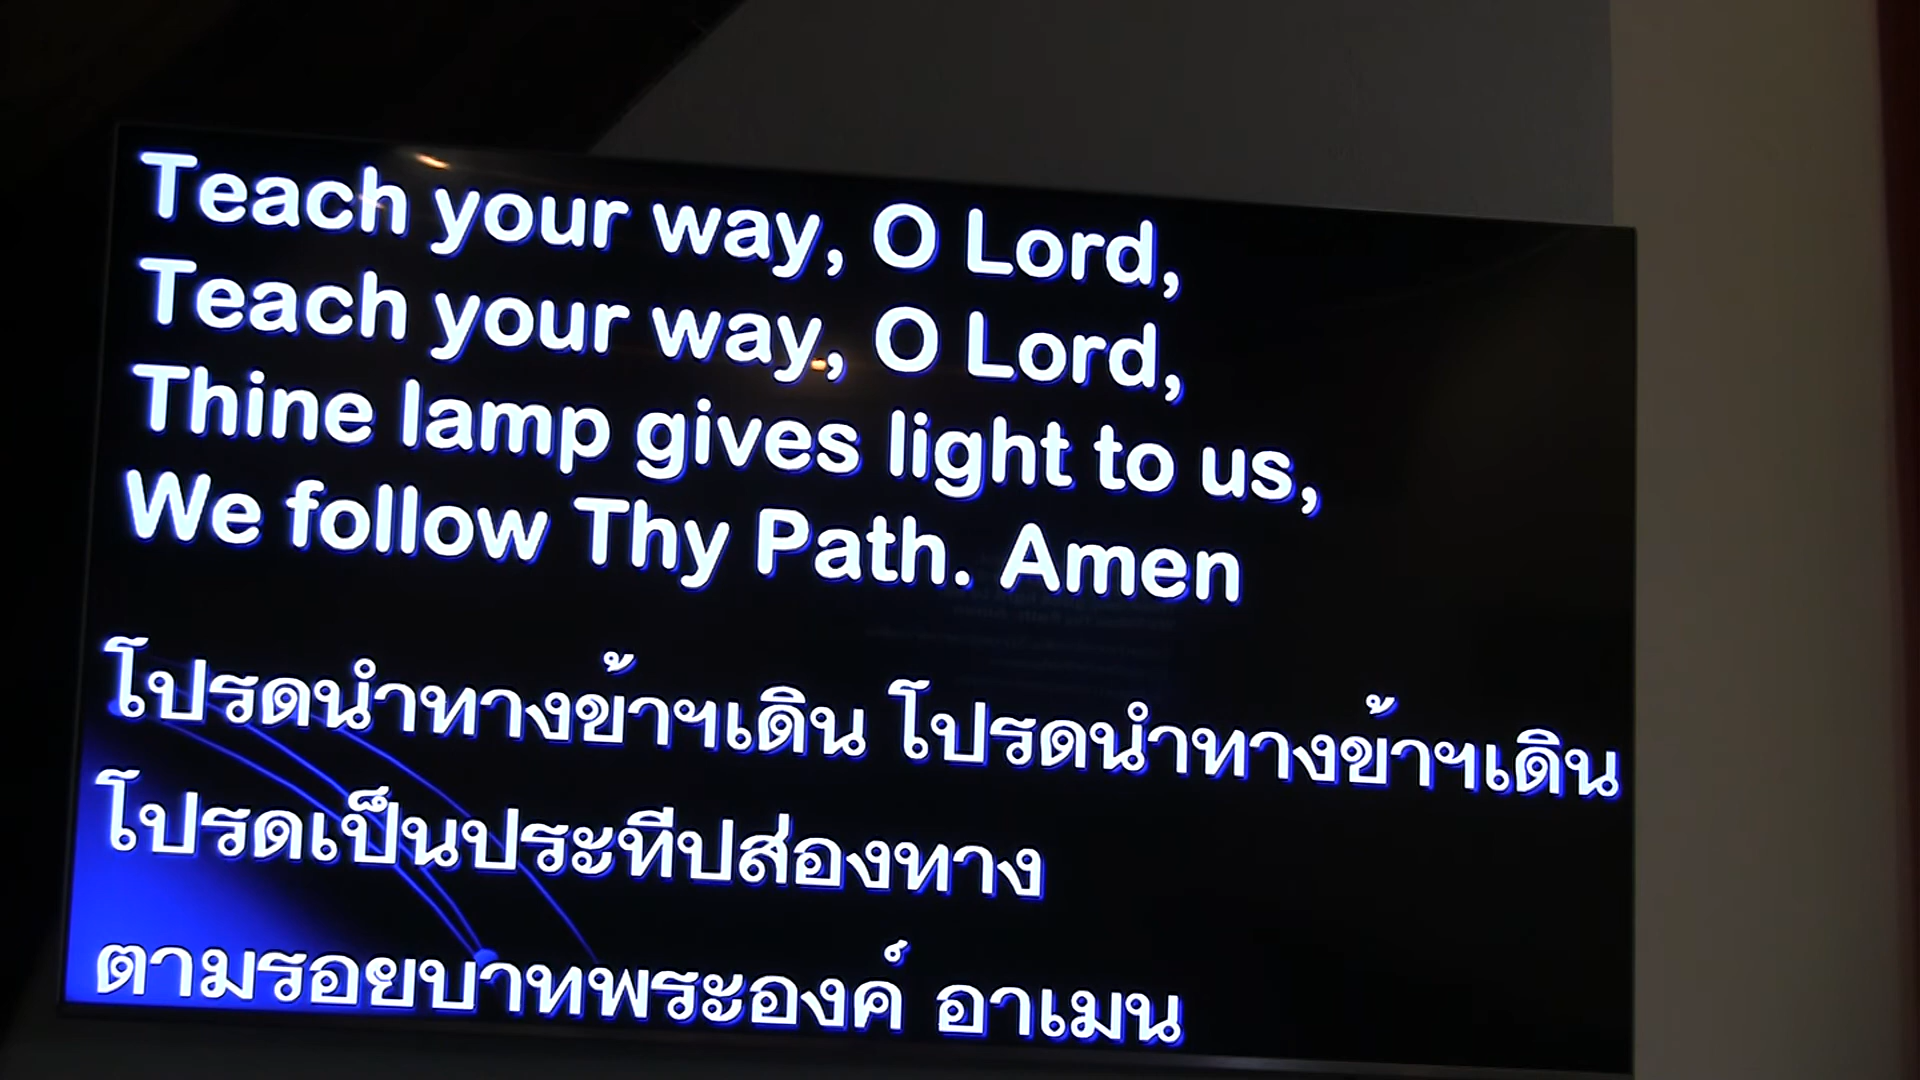 Teach your way, O Lord,
Teach your way, O Lord,
Thine lamp gives light to us,
We follow Thy Path. Amen
โปรดนำทางข้าฯเดิน โปรดนำทางข้าฯเดิน
โปรดเป็นประทีปส่องทาง
ตามรอยบาทพระองค์ อาเมน